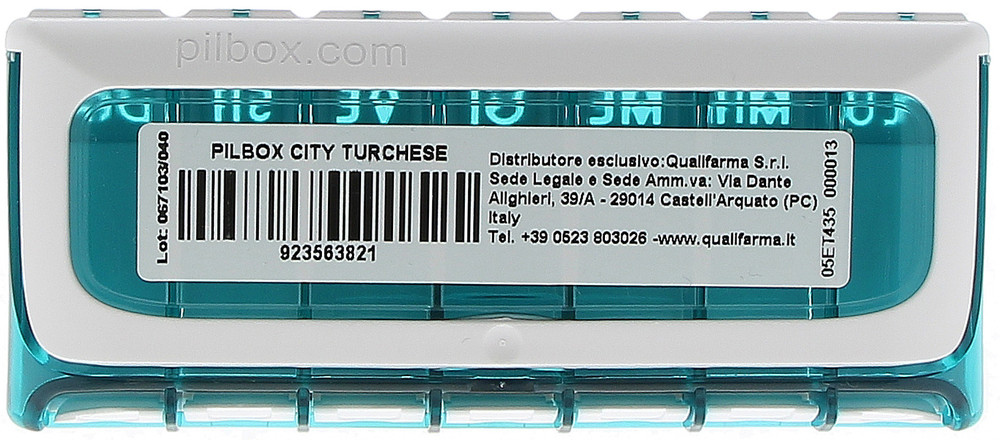 pilbox.com
PILBOX CITY TURCHESE
923563821
Lot: 067103/040
Distributore esclusivo:Qualifarma S.r.l.
Sede Legale e Sede Amm.va: Via Dante
Alighieri, 39/A - 29014 Castell'Arquato (PC)
Italy
Tel. +39 0523 803026 -www.qualifarma.it
05ET435 000013